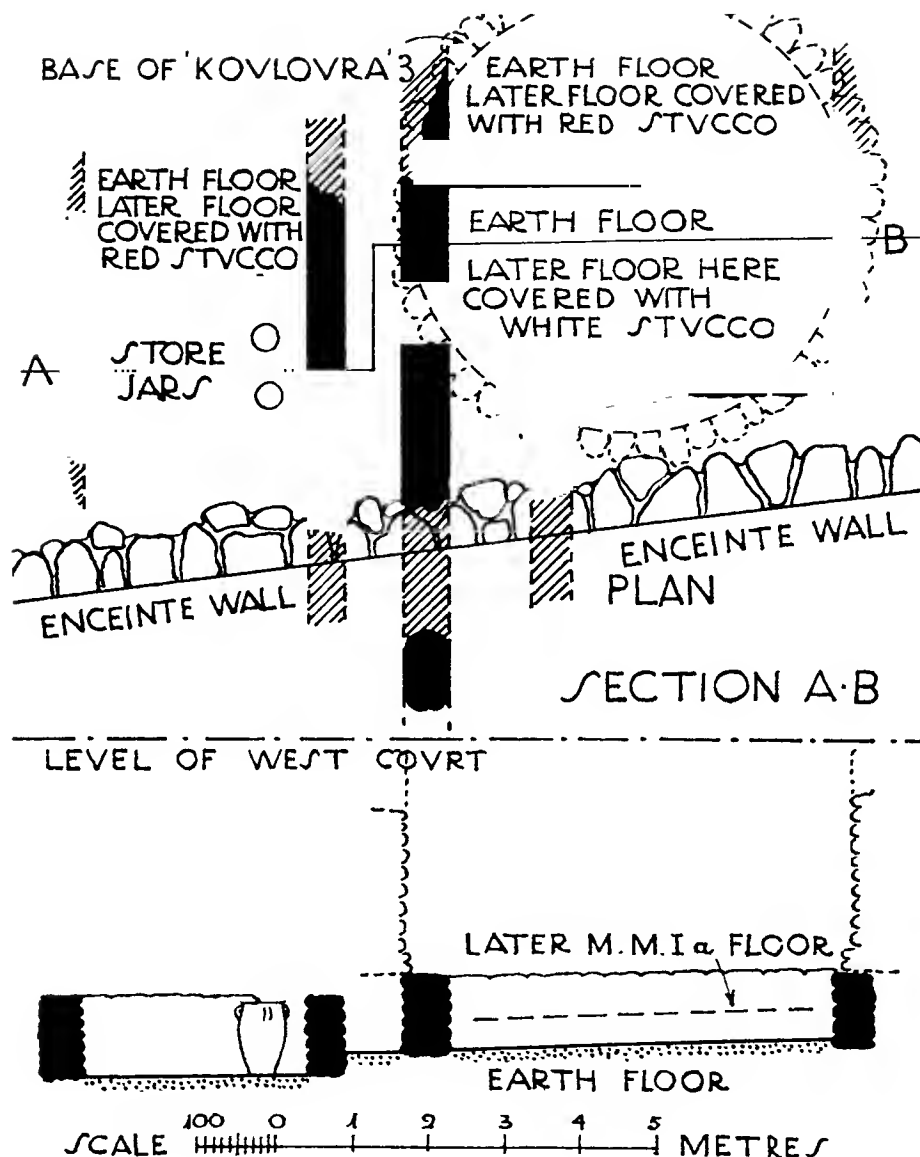 BASE OF 'KOVLOVRA' 3
EARTH FLOOR
LATER FLOOR COVERED
WITH RED STVCCO
EARTH FLOOR
LATER FLOOR
COVERED WITH
RED STVCCO
EARTH FLOOR
B
LATER FLOOR HERE
COVERED WITH
WHITE STVCCO
A
STORE
JARS
ENCEINTE WALL
ENCEINTE WALL
PLAN
SECTION A·B
LEVEL OF WEST COVRT
LATER M.M.I a FLOOR
EARTH FLOOR
SCALE 100 0 1 2 3 4 5 METRES